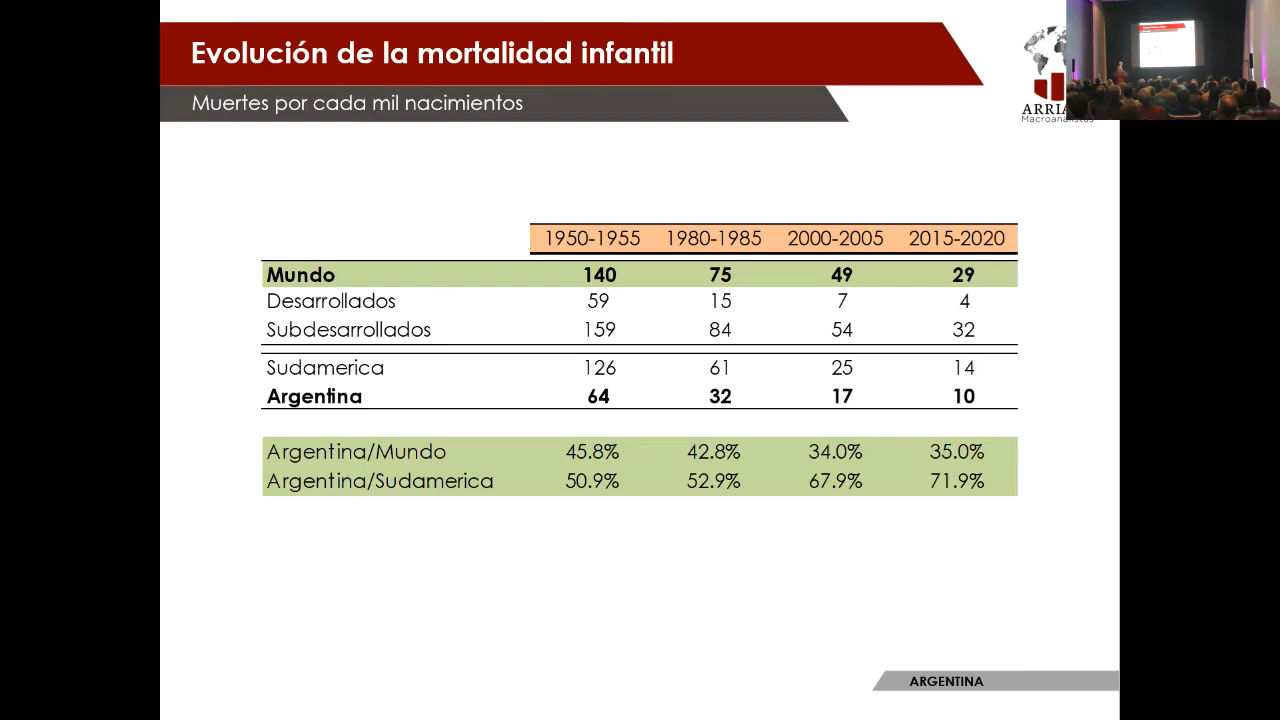 Evolución de la mortalidad infantil
Muertes por cada mil nacimientos
Macroanalistas
1950-1955 1980-1985 2000-2005 2015-2020
Mundo 140 75 49 29
Desarrollados 59 15 7 4
Subdesarrollados 159 84 54 32
Sudamerica 126 61 25 14
Argentina 64 32 17 10
Argentina/Mundo 45.8% 42.8% 34.0% 35.0%
Argentina/Sudamerica 50.9% 52.9% 67.9% 71.9%
ARGENTINA